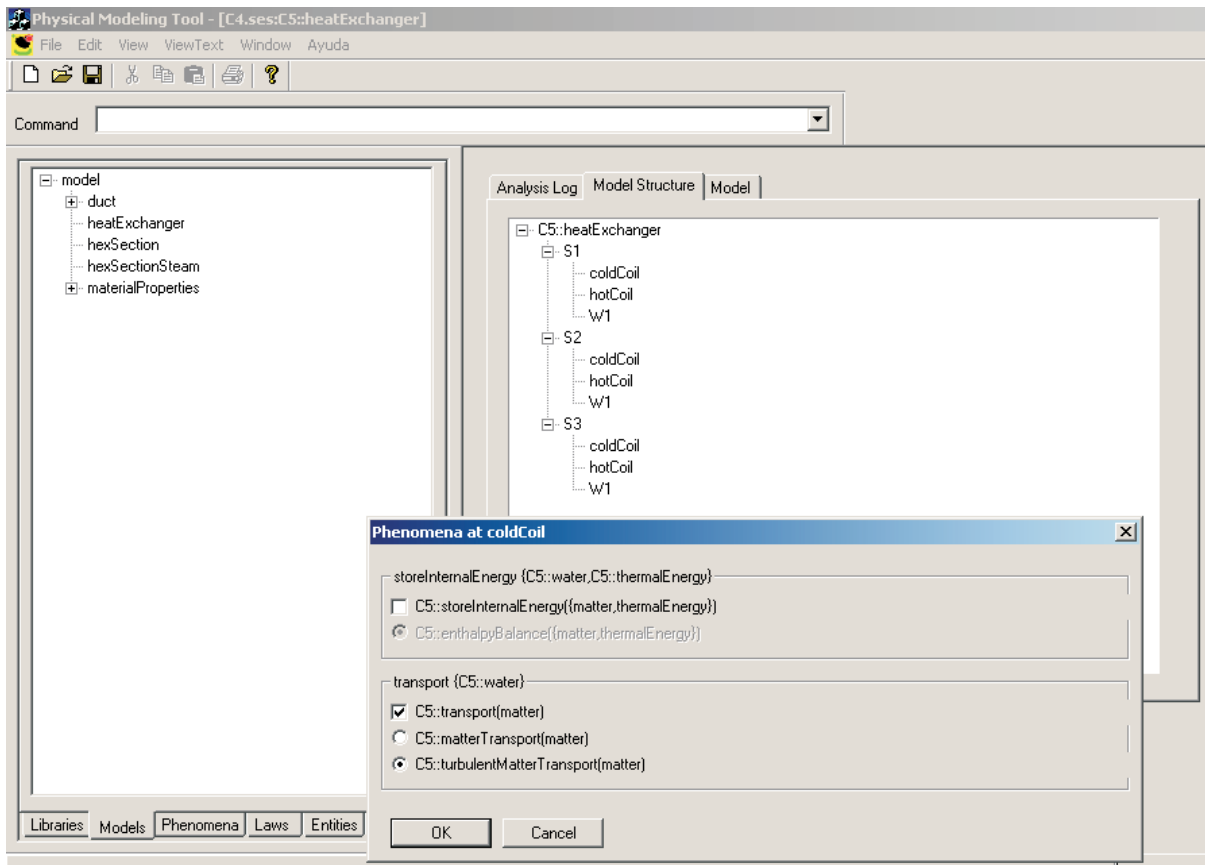 Physical Modeling Tool - [C4.ses:C5::heatExchanger]
File Edit View ViewText Window Ayuda
Command
model
duct
heatExchanger
hexSection
hexSectionSteam
materialProperties
Libraries Models Phenomena Laws Entities
Analysis Log Model Structure Model
C5::heatExchanger
S1
coldCoil
hotCoil
W1
S2
coldCoil
hotCoil
W1
S3
coldCoil
hotCoil
W1
Phenomena at coldCoil
storeInternalEnergy {C5::water,C5::thermalEnergy}
C5::storeInternalEnergy({matter,thermalEnergy})
C5::enthalpyBalance({matter,thermalEnergy})
transport {C5::water}
C5::transport(matter)
C5::matterTransport(matter)
C5::turbulentMatterTransport(matter)
OK Cancel